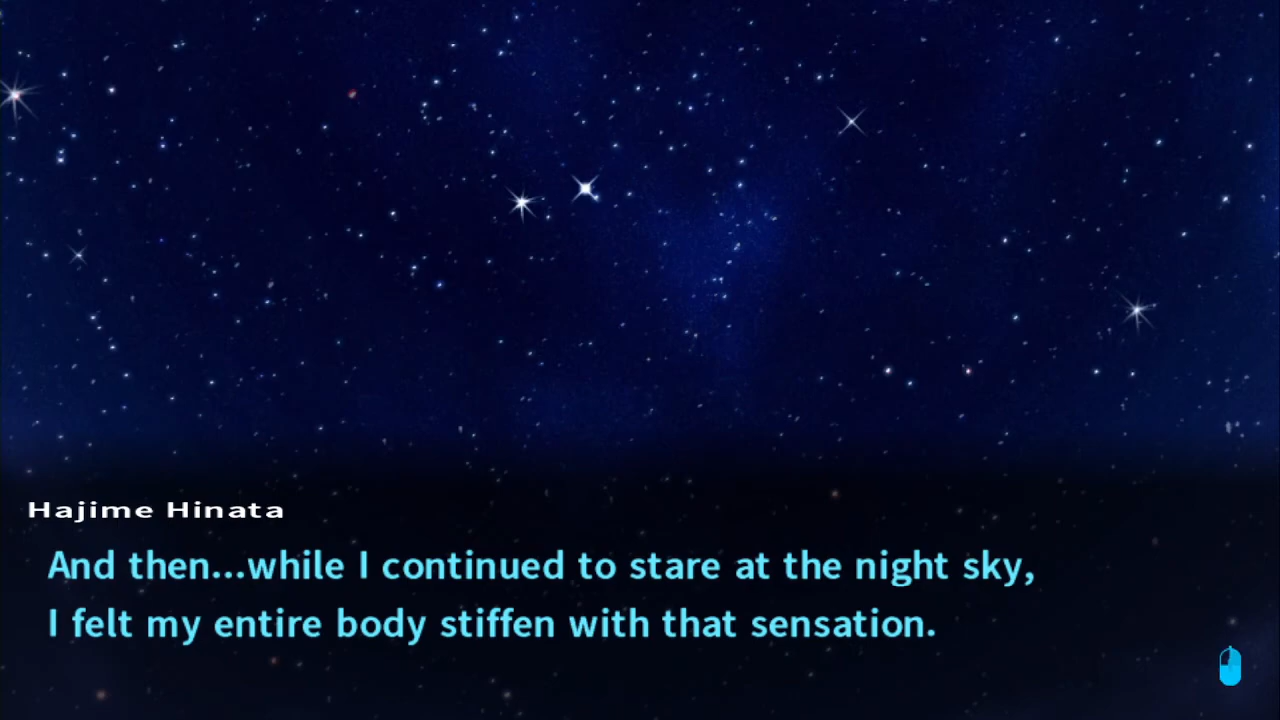 Hajime Hinata
And then...while I continued to stare at the night sky,
I felt my entire body stiffen with that sensation.